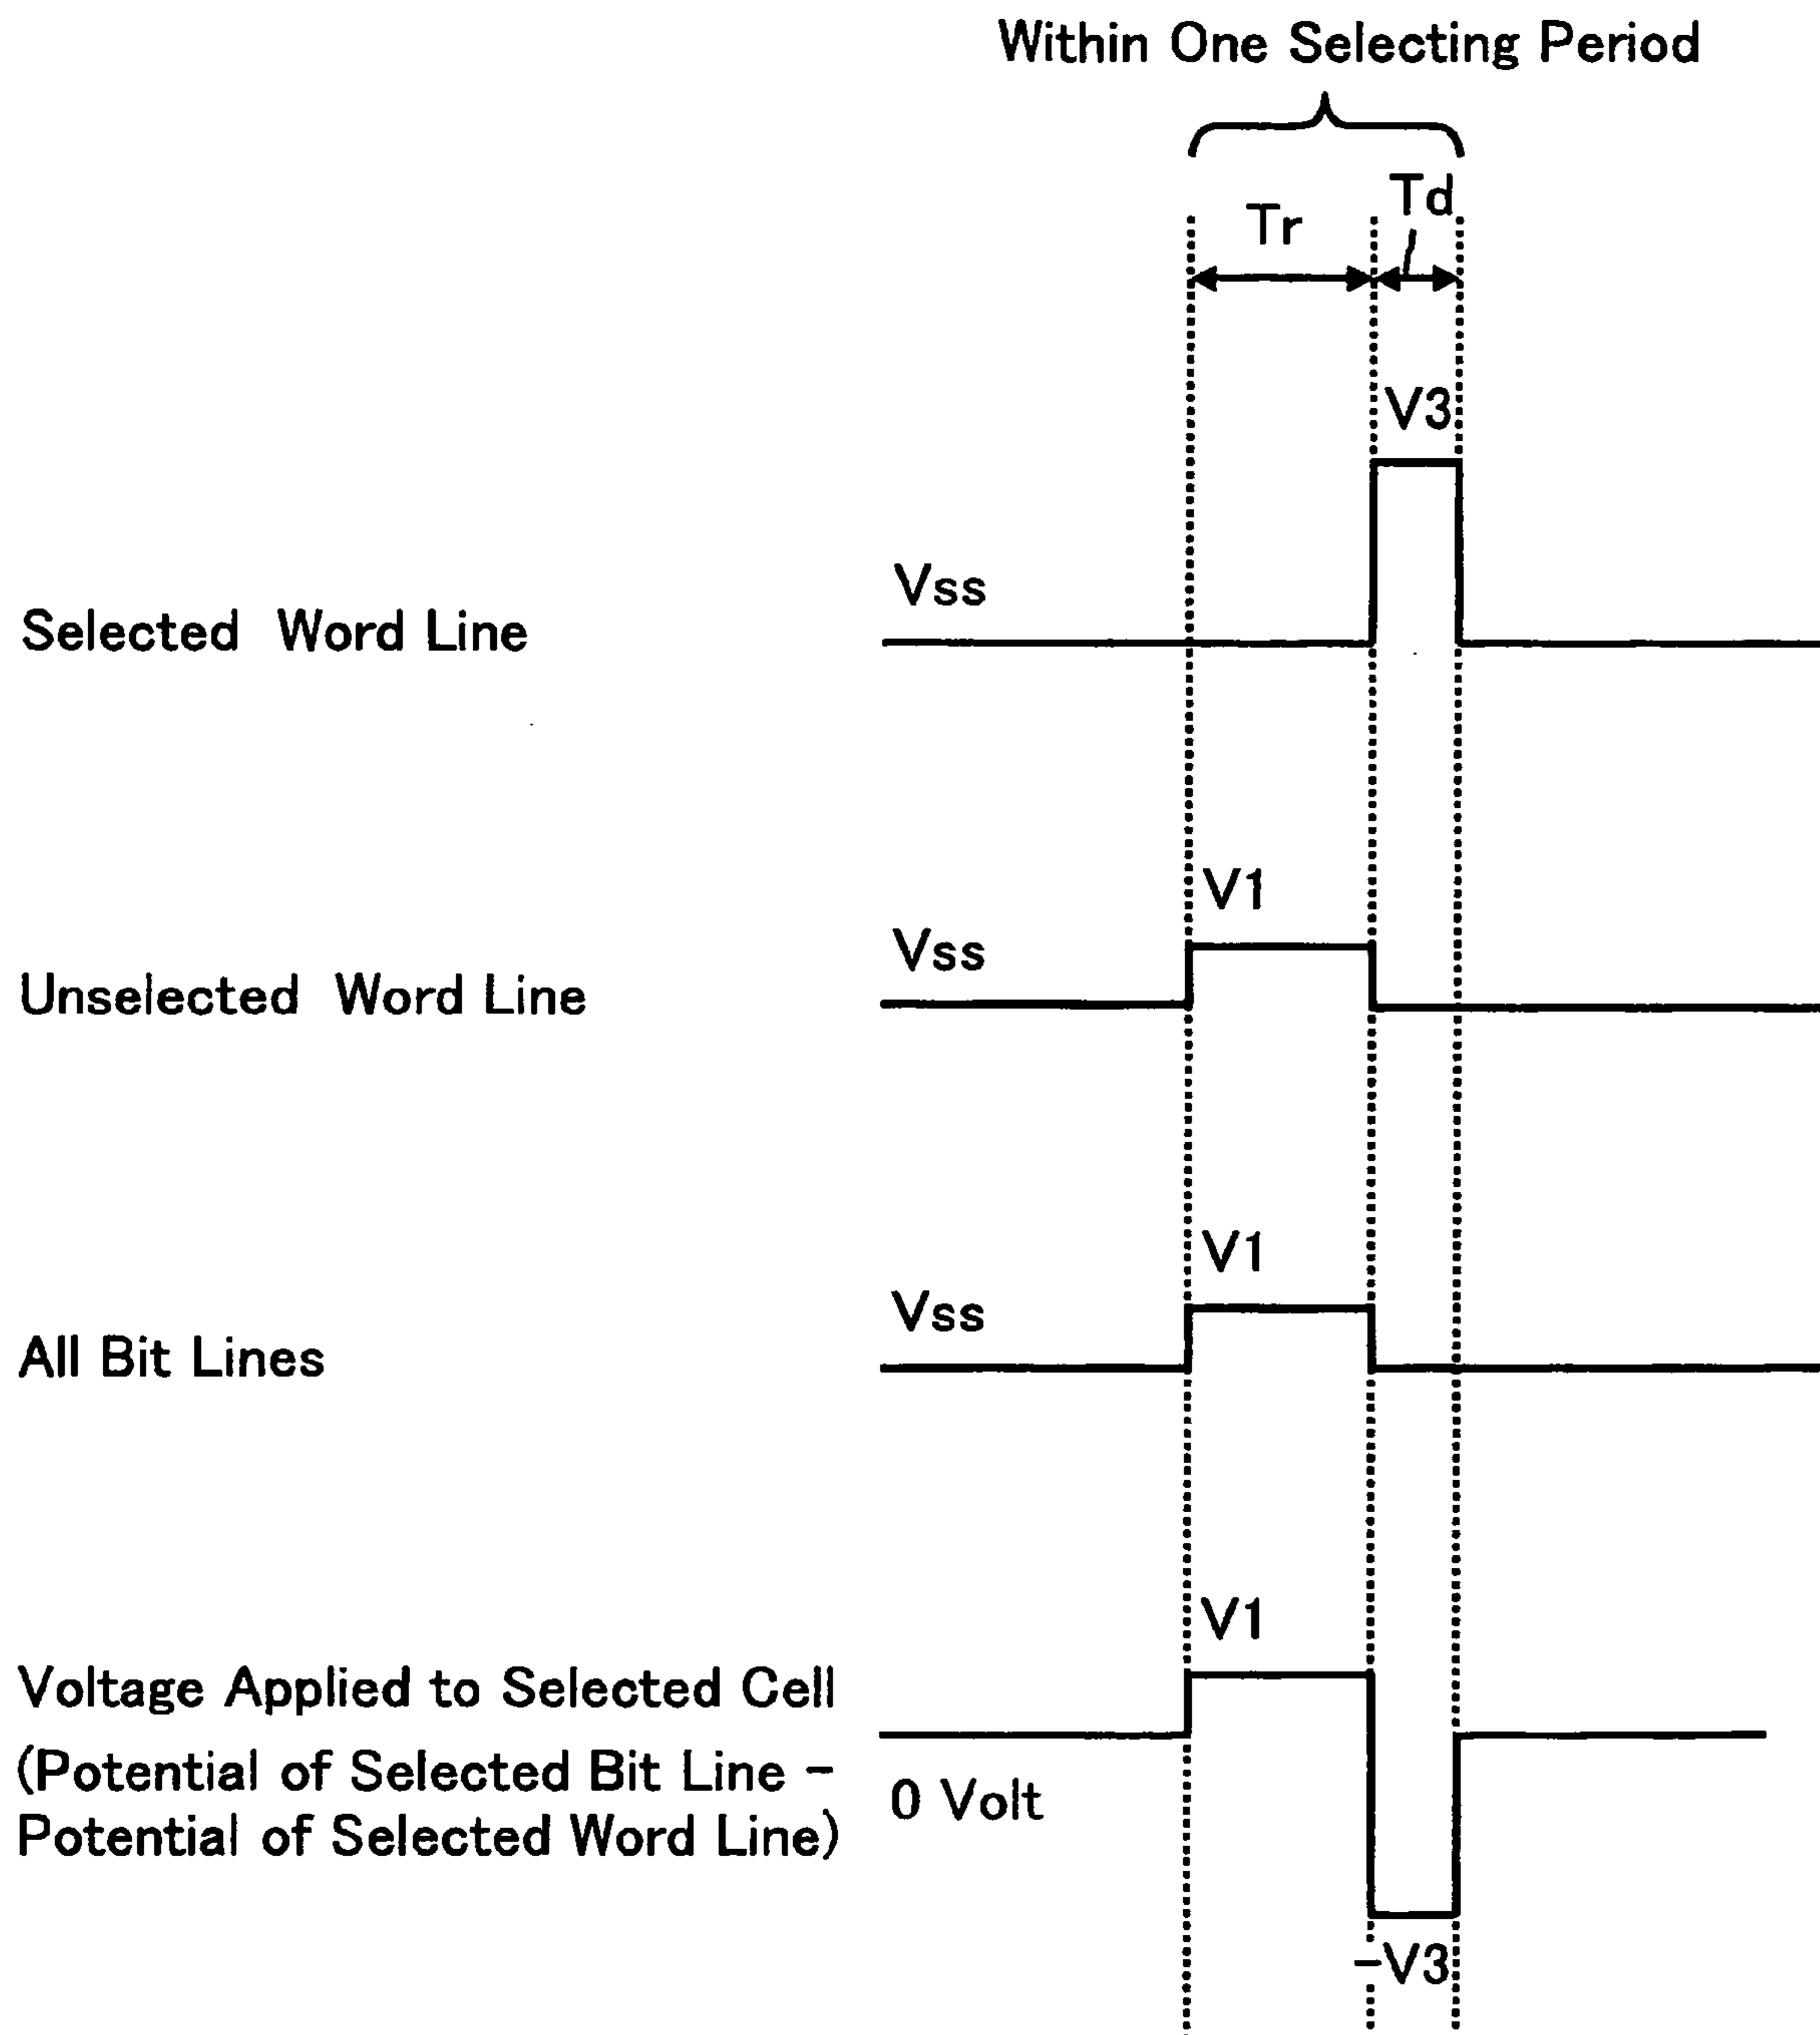 Within One Selecting Period
Tr
Td
V3
Vss
Selected Word Line
V1
Vss
Unselected Word Line
V1
Vss
All Bit Lines
V1
Voltage Applied to Selected Cell
(Potential of Selected Bit Line -
Potential of Selected Word Line)
0 Volt
-V3